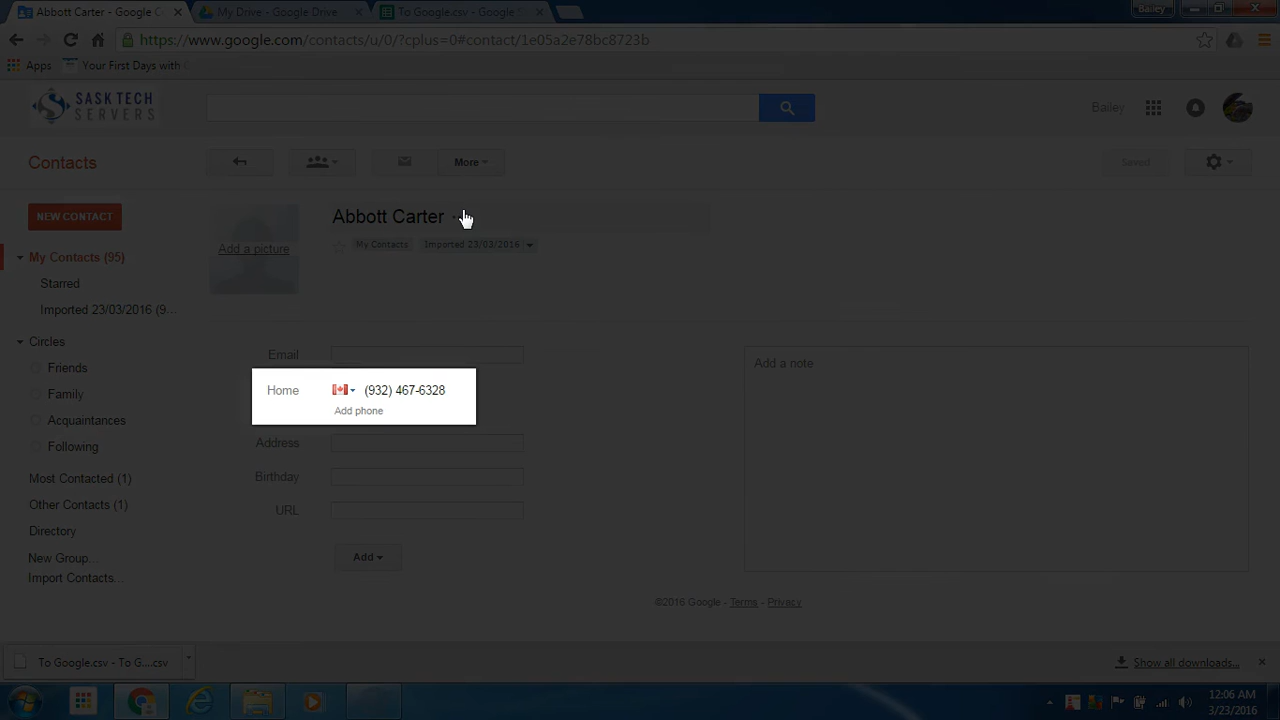 Abbott Carter - Google C
My Drive - Google Drive
To Google.csv - Google
Bailey
https://www.google.com/contacts/u/0/?cplus=0#contact/1e05a2e78bc8723b
Apps
Your First Days with
SASK TECH
SERVERS
Bailey
Contacts
More
Saved
NEW CONTACT
Abbott Carter
Add a picture
My Contacts
Imported 23/03/2016
My Contacts (95)
Starred
Imported 23/03/2016 (9...
Circles
Friends
Family
Acquaintances
Following
Most Contacted (1)
Other Contacts (1)
Directory
New Group...
Import Contacts...
Email
Home
(932) 467-6328
Add phone
Address
Birthday
URL
Add
Add a note
©2016 Google - Terms - Privacy
To Google.csv - To G....csv
Show all downloads...
12:06 AM
3/23/2016